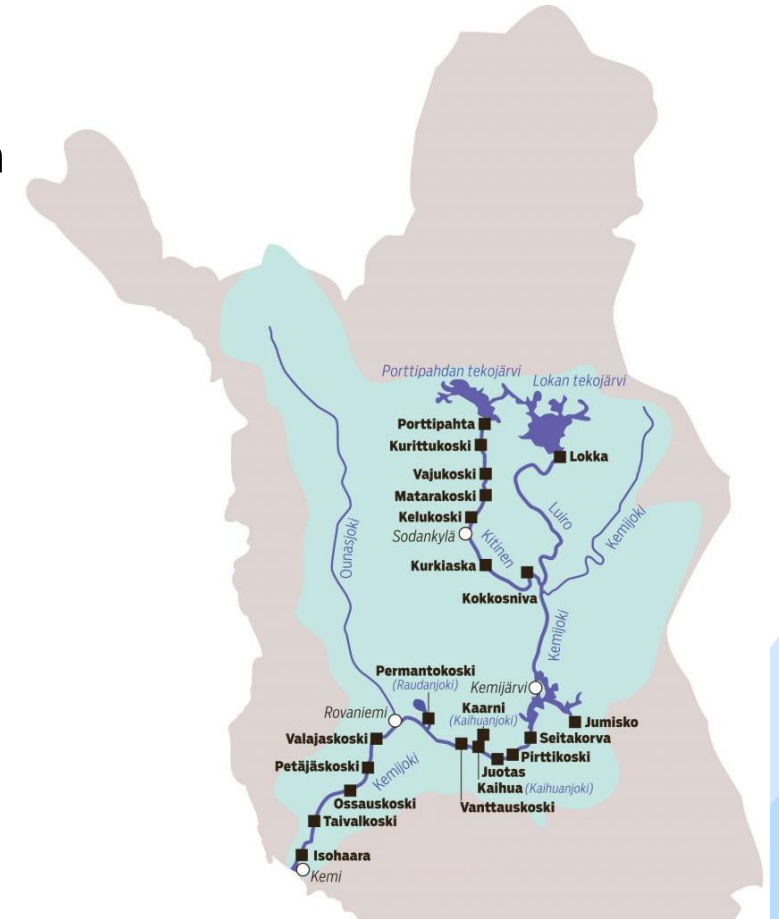 n
Porttipahdan tekojärvi
Lokan tekojärvi
Porttipahta
Kurittukoski
Lokka
Vajukoski
Matarakoski
Kelukoski
Luiro
Kemijoki
Sodankylä
Kitinen
Ounasjoki
Kurkiaska
Kokkosniva
Kemijoki
Permantokoski
(Raudanjoki)
Kemijärvi
Kaarni
(Kaihuanjoki)
Rovaniemi
Jumisko
Valajaskoski
Seitakorva
Pirttikoski
Petäjäskoski
Kemijoki
Juotas
Kaihua (Kaihuanjoki)
Ossauskoski
Vanttauskoski
Taivalkoski
Isohaara
Kemi